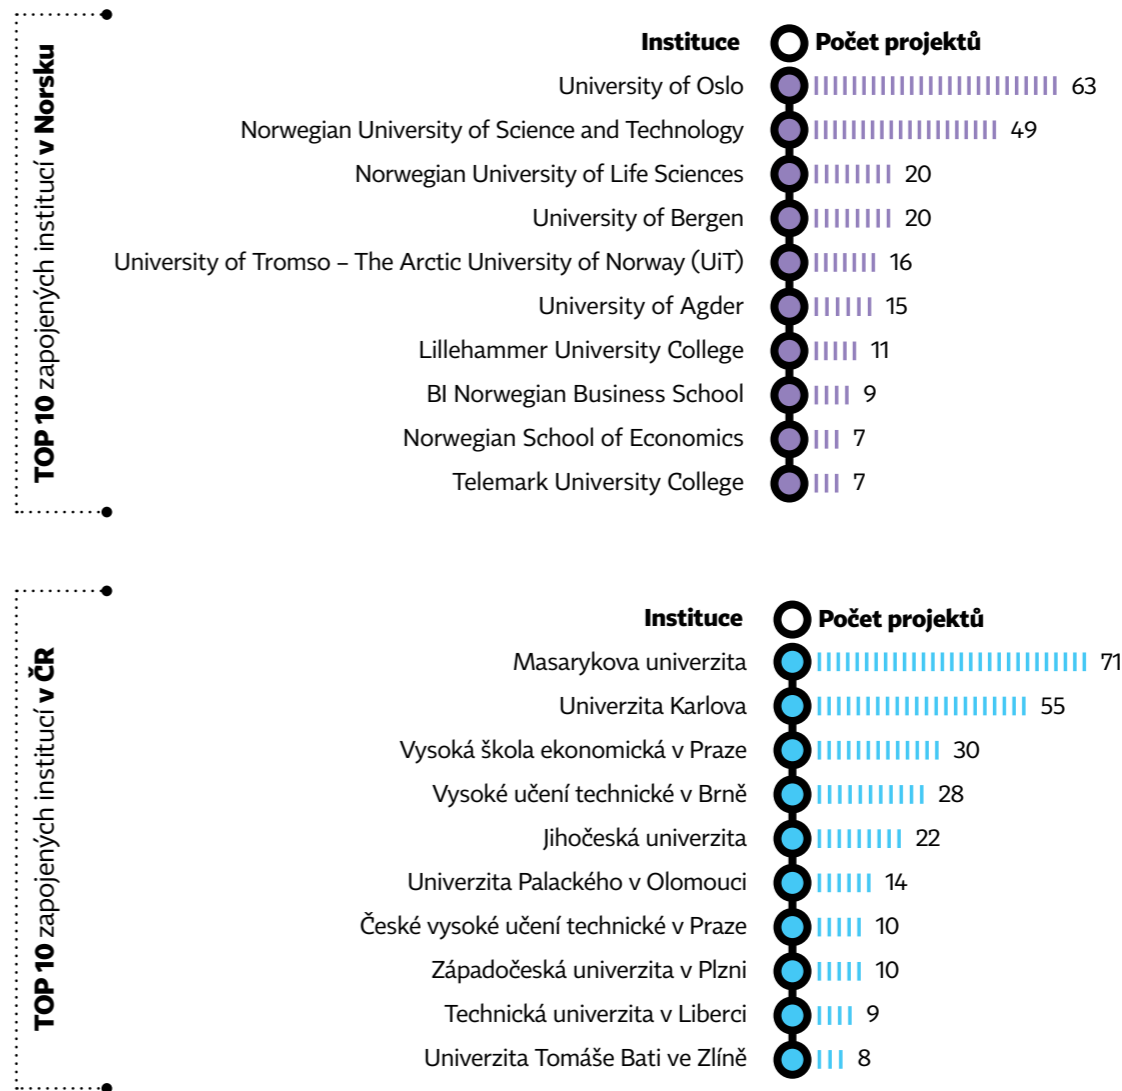 TOP 10 zapojených institucí v Norsku
Instituce Počet projektů
University of Oslo 63
Norwegian University of Science and Technology 49
Norwegian University of Life Sciences 20
University of Bergen 20
University of Tromso – The Arctic University of Norway (UiT) 16
University of Agder 15
Lillehammer University College 11
BI Norwegian Business School 9
Norwegian School of Economics 7
Telemark University College 7
TOP 10 zapojených institucí v ČR
Instituce Počet projektů
Masarykova univerzita 71
Univerzita Karlova 55
Vysoká škola ekonomická v Praze 30
Vysoké učení technické v Brně 28
Jihočeská univerzita 22
Univerzita Palackého v Olomouci 14
České vysoké učení technické v Praze 10
Západočeská univerzita v Plzni 10
Technická univerzita v Liberci 9
Univerzita Tomáše Bati ve Zlíně 8